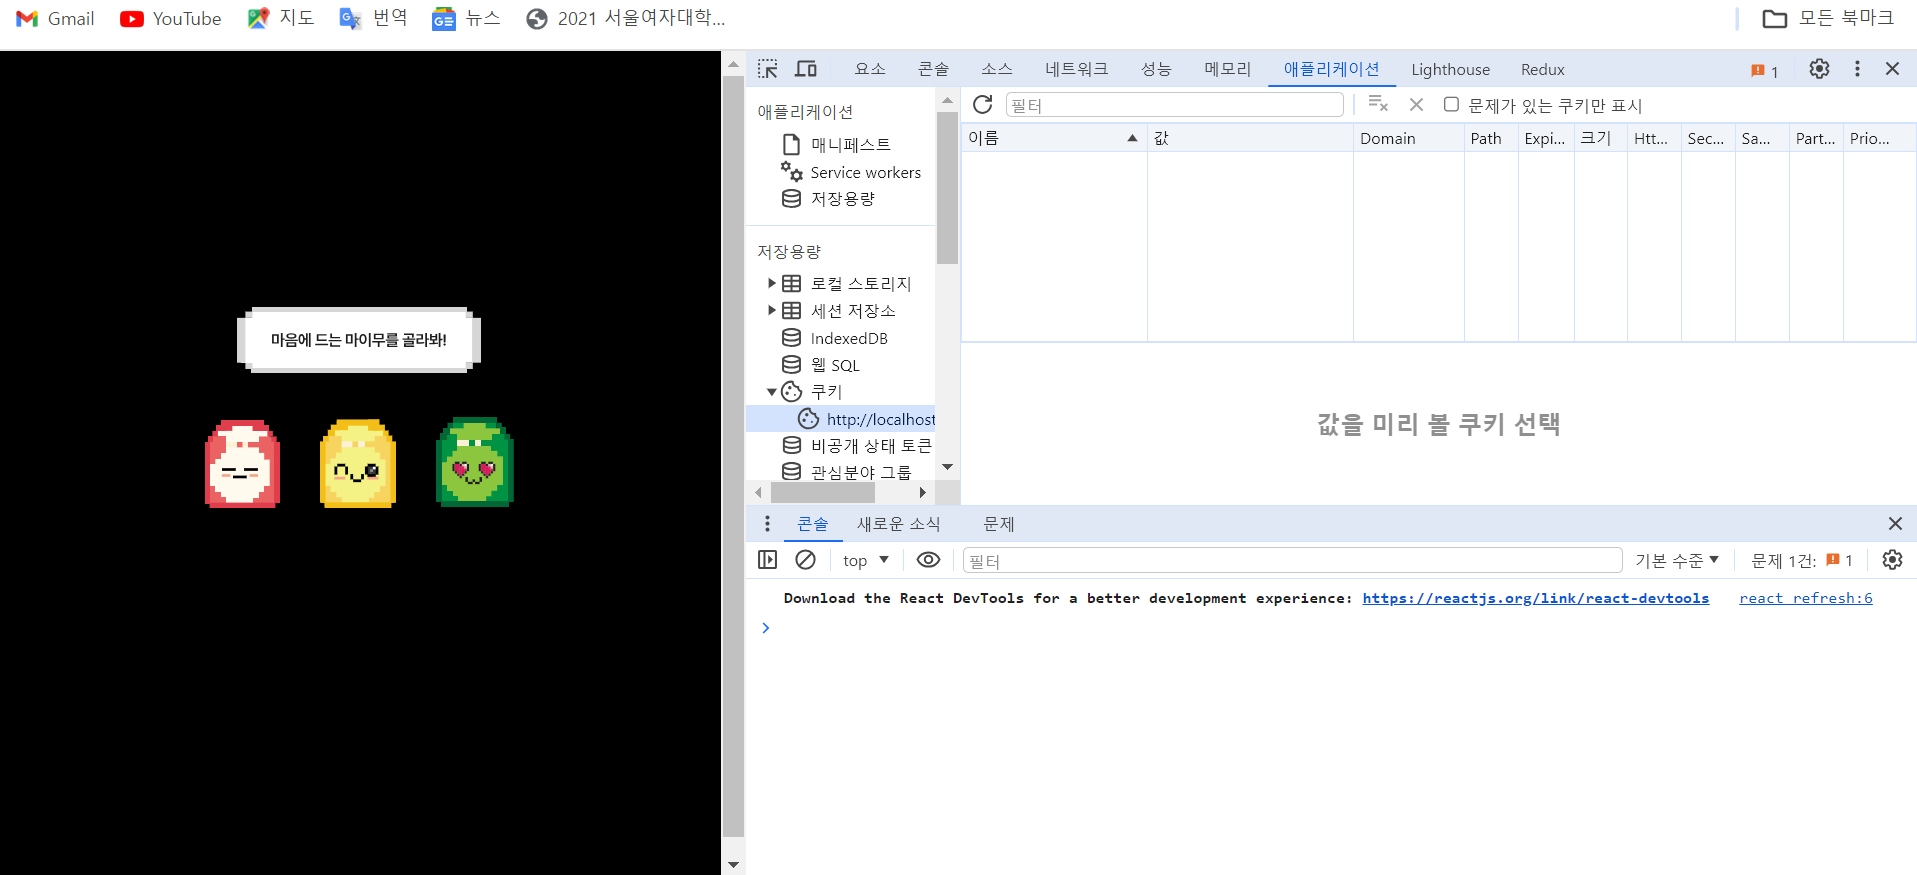 Gmail YouTube 지도 번역 뉴스 2021 서울여자대학... 모든 북마크
요소 콘솔 소스 네트워크 성능 메모리 애플리케이션 Lighthouse Redux 1
애플리케이션
매니페스트
Service workers
저장용량
저장용량
로컬 스토리지
세션 저장소
IndexedDB
웹 SQL
쿠키
http://localhost
비공개 상태 토큰
관심분야 그룹
필터 문제가 있는 쿠키만 표시
이름 값 Domain Path Expi... 크기 Htt... Sec... Sa... Part... Prio...
값을 미리 볼 쿠키 선택
마음에 드는 마이무를 골라봐!
콘솔 새로운 소식 문제
top 필터 기본 수준 문제 1건: 1
Download the React DevTools for a better development experience: https://reactjs.org/link/react-devtools react refresh:6